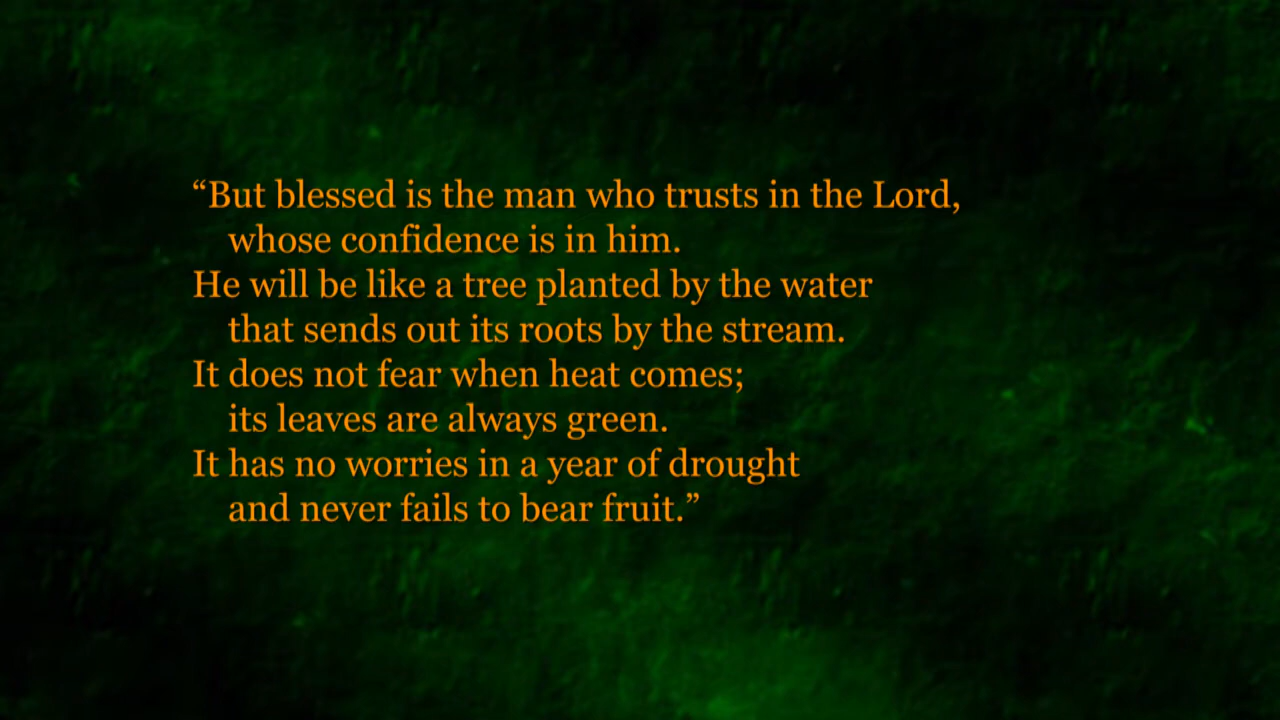 “But blessed is the man who trusts in the Lord,
whose confidence is in him.
He will be like a tree planted by the water
that sends out its roots by the stream.
It does not fear when heat comes;
its leaves are always green.
It has no worries in a year of drought
and never fails to bear fruit.”